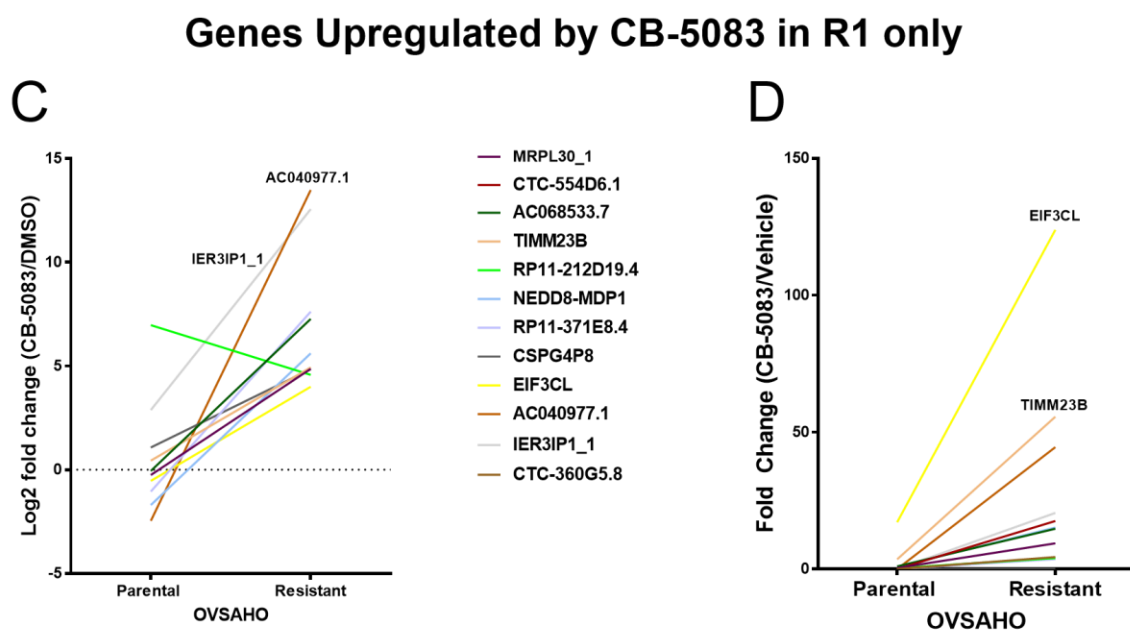 Genes Upregulated by CB-5083 in R1 only
C
Log2 fold change (CB-5083/DMSO)
15
10
5
0
-5
AC040977.1
IER3IP1_1
Parental
Resistant
OVSAHO
MRPL30_1
CTC-554D6.1
AC068533.7
TIMM23B
RP11-212D19.4
NEDD8-MDP1
RP11-371E8.4
CSPG4P8
EIF3CL
AC040977.1
IER3IP1_1
CTC-360G5.8
D
Fold Change (CB-5083/Vehicle)
150
100
50
0
EIF3CL
TIMM23B
Parental
Resistant
OVSAHO